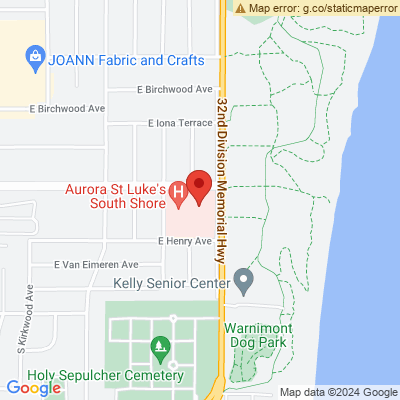 Map error: g.co/staticmaperror
JOANN Fabric and Crafts
E Birchwood Ave
E Birchwood Ave
E Iona Terrace
32nd Division Memorial Hwy
Aurora St Luke's
South Shore
H
E Henry Ave
E Van Eimeren Ave
Kelly Senior Center
S Kirkwood Ave
Warnimont
Dog Park
Holy Sepulcher Cemetery
Google
Map data ©2024 Google